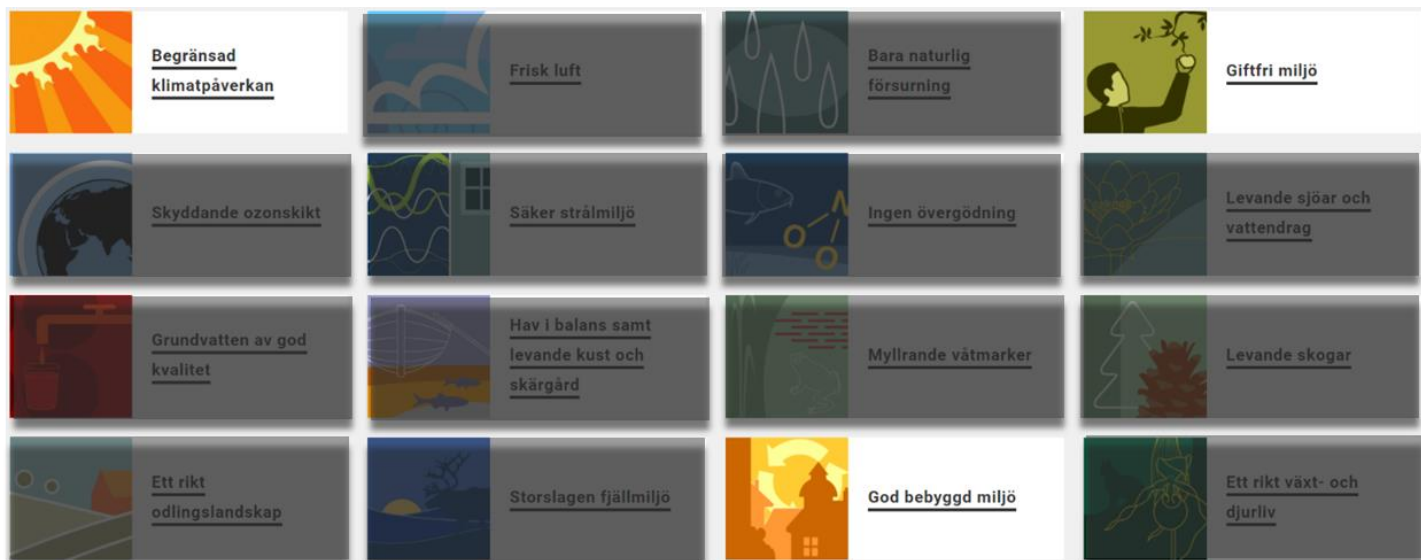 Begränsad
klimatpåverkan
Frisk luft
Bara naturlig
försurning
Giftfri miljö
Skyddande ozonskikt
Säker strålmiljö
Ingen övergödning
Levande sjöar och
vattendrag
Grundvatten av god
kvalitet
Hav i balans samt
levande kust och
skärgård
Myllrande våtmarker
Levande skogar
Ett rikt
odlingslandskap
Storslagen fjällmiljö
God bebyggd miljö
Ett rikt växt- och
djurliv